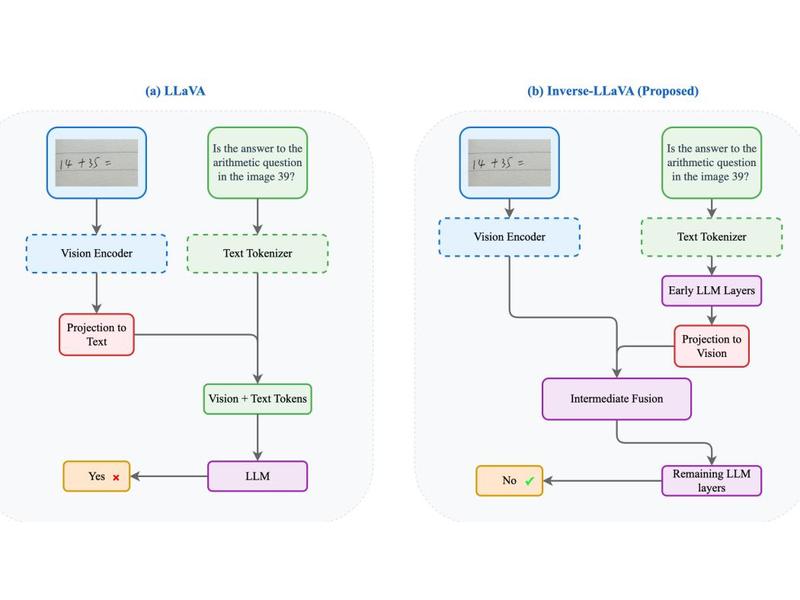 (a) LLaVA
14 + 35 =
Is the answer to the
arithmetic question
in the image 39?
Vision Encoder
Text Tokenizer
Projection to
Text
Vision + Text Tokens
Yes ×
LLM
(b) Inverse-LLaVA (Proposed)
14 + 35 =
Is the answer to the
arithmetic question
in the image 39?
Vision Encoder
Text Tokenizer
Early LLM Layers
Projection to
Vision
Intermediate Fusion
No ✓
Remaining LLM
layers